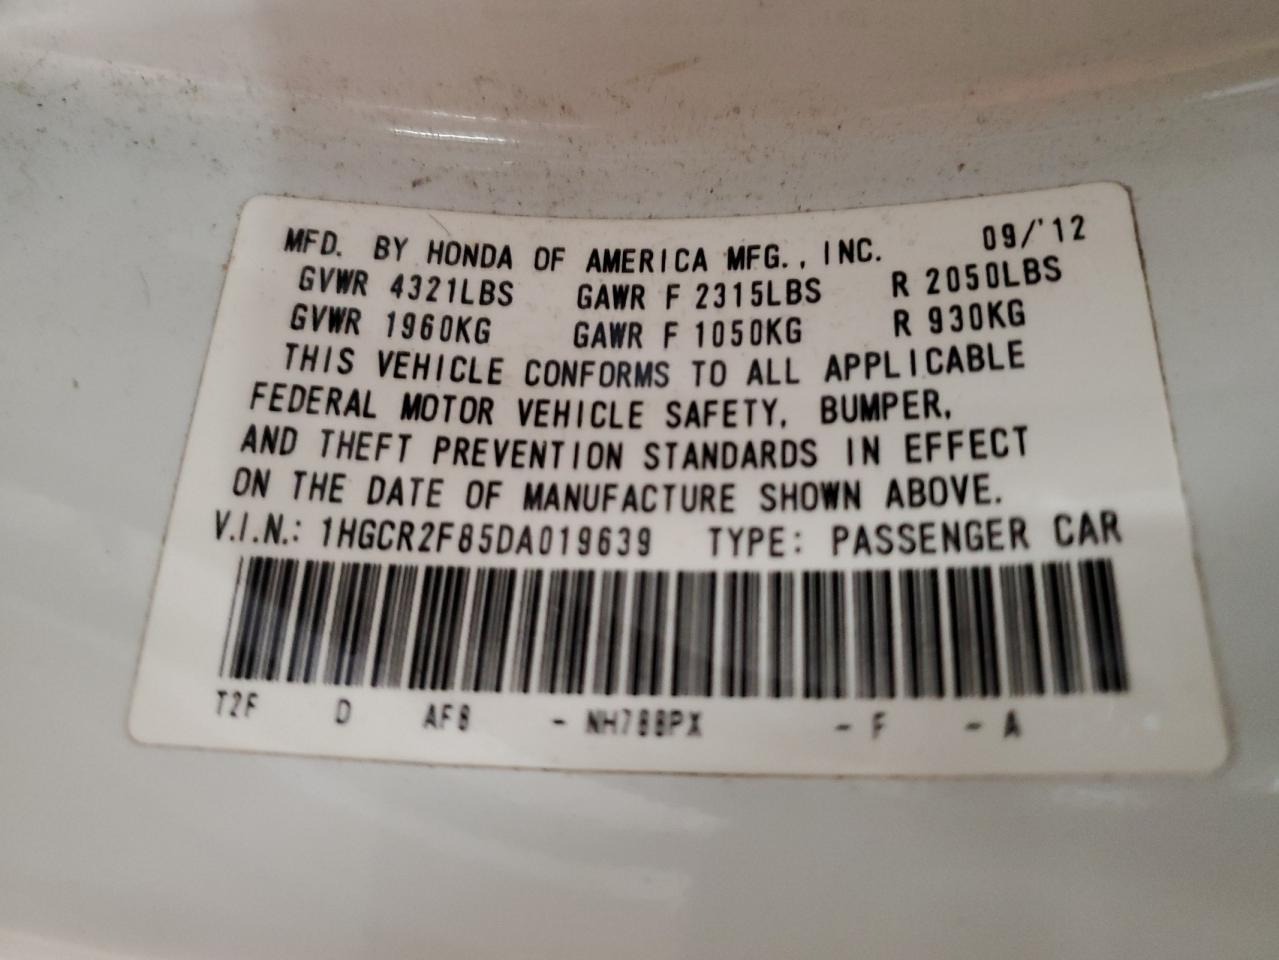 MFD. BY HONDA OF AMERICA MFG., INC. 09/'12
GVWR 4321LBS GAWR F 2315LBS R 2050LBS
GVWR 1960KG GAWR F 1050KG R 930KG
THIS VEHICLE CONFORMS TO ALL APPLICABLE
FEDERAL MOTOR VEHICLE SAFETY, BUMPER,
AND THEFT PREVENTION STANDARDS IN EFFECT
ON THE DATE OF MANUFACTURE SHOWN ABOVE.
V.I.N.: 1HGCR2F85DA019639 TYPE: PASSENGER CAR
T2F D AF8 - NH788PX - F - A